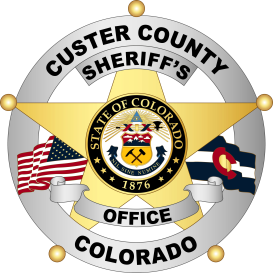 CUSTER COUNTY
SHERIFF'S
STATE OF COLORADO
NIL SINE NUMINE
1876
OFFICE
COLORADO